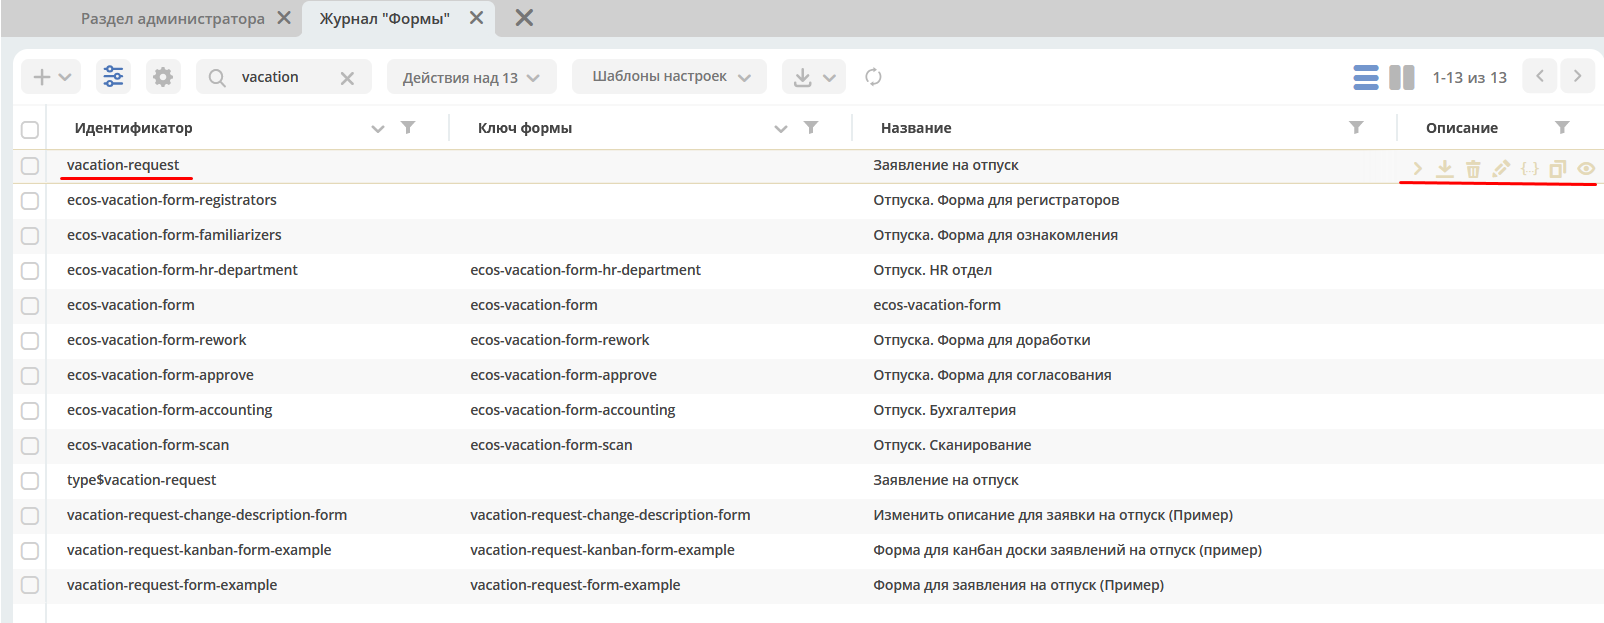 Раздел администратора Журнал "Формы"
vacation Действия над 13 Шаблоны настроек 1-13 из 13
Идентификатор Ключ формы Название Описание
vacation-request Заявление на отпуск {..}
ecos-vacation-form-registrators Отпуска. Форма для регистраторов
ecos-vacation-form-familiarizers Отпуска. Форма для ознакомления
ecos-vacation-form-hr-department ecos-vacation-form-hr-department Отпуск. HR отдел
ecos-vacation-form ecos-vacation-form ecos-vacation-form
ecos-vacation-form-rework ecos-vacation-form-rework Отпуска. Форма для доработки
ecos-vacation-form-approve ecos-vacation-form-approve Отпуска. Форма для согласования
ecos-vacation-form-accounting ecos-vacation-form-accounting Отпуск. Бухгалтерия
ecos-vacation-form-scan ecos-vacation-form-scan Отпуск. Сканирование
type$vacation-request Заявление на отпуск
vacation-request-change-description-form vacation-request-change-description-form Изменить описание для заявки на отпуск (Пример)
vacation-request-kanban-form-example vacation-request-kanban-form-example Форма для канбан доски заявлений на отпуск (пример)
vacation-request-form-example vacation-request-form-example Форма для заявления на отпуск (Пример)